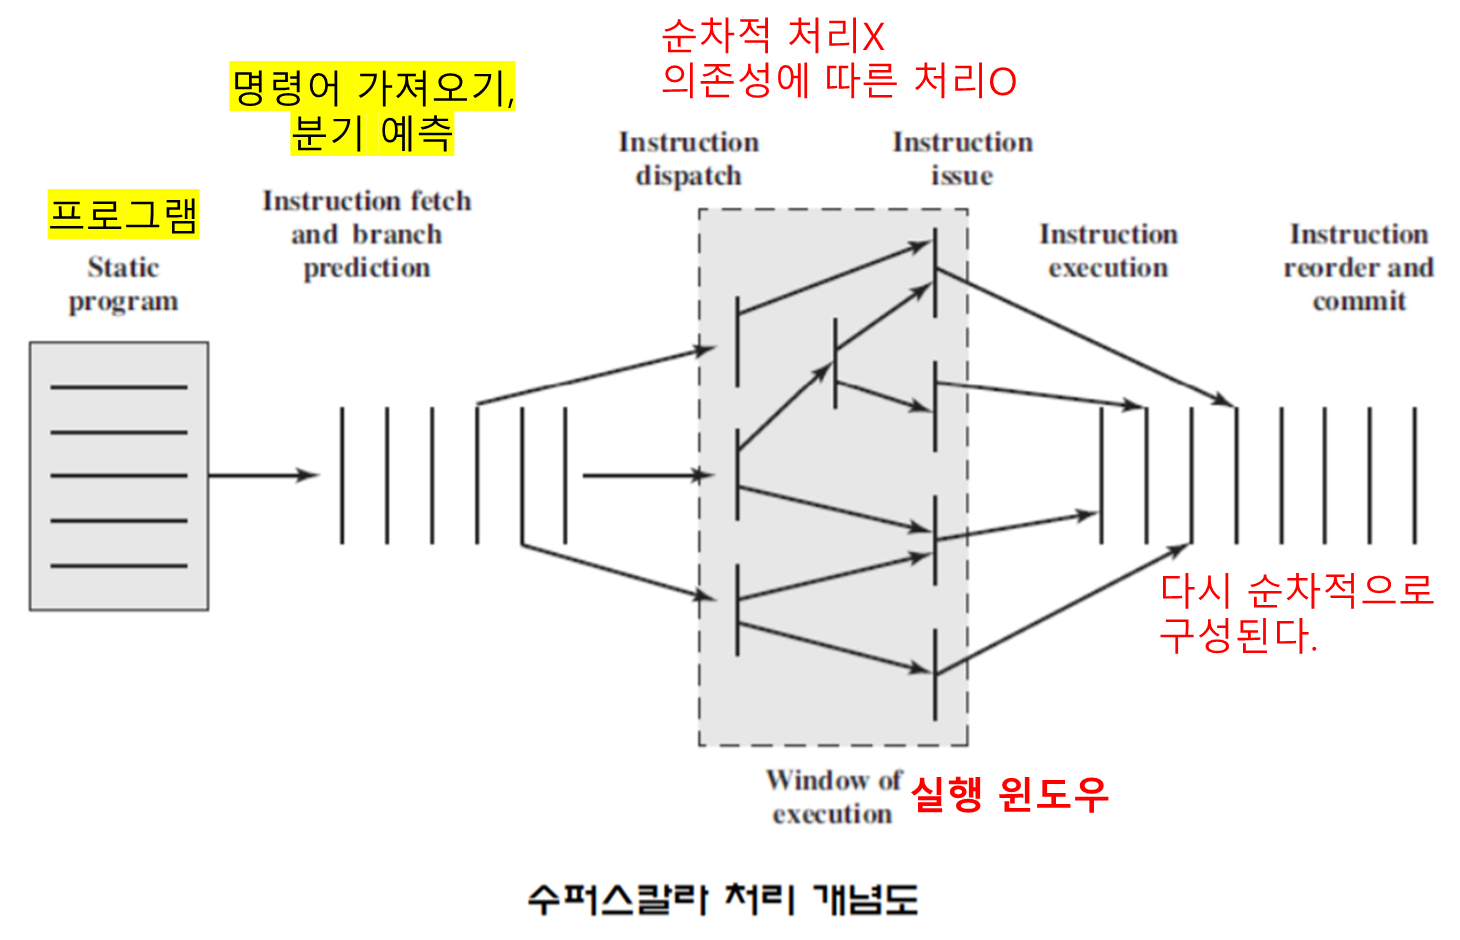 순차적 처리X
의존성에 따른 처리O
명령어 가져오기,
분기 예측
프로그램
Static
program
Instruction fetch
and branch
prediction
Instruction
dispatch
Instruction
issue
Instruction
execution
Instruction
reorder and
commit
다시 순차적으로
구성된다.
Window of
execution
실행 윈도우
수퍼스칼라 처리 개념도